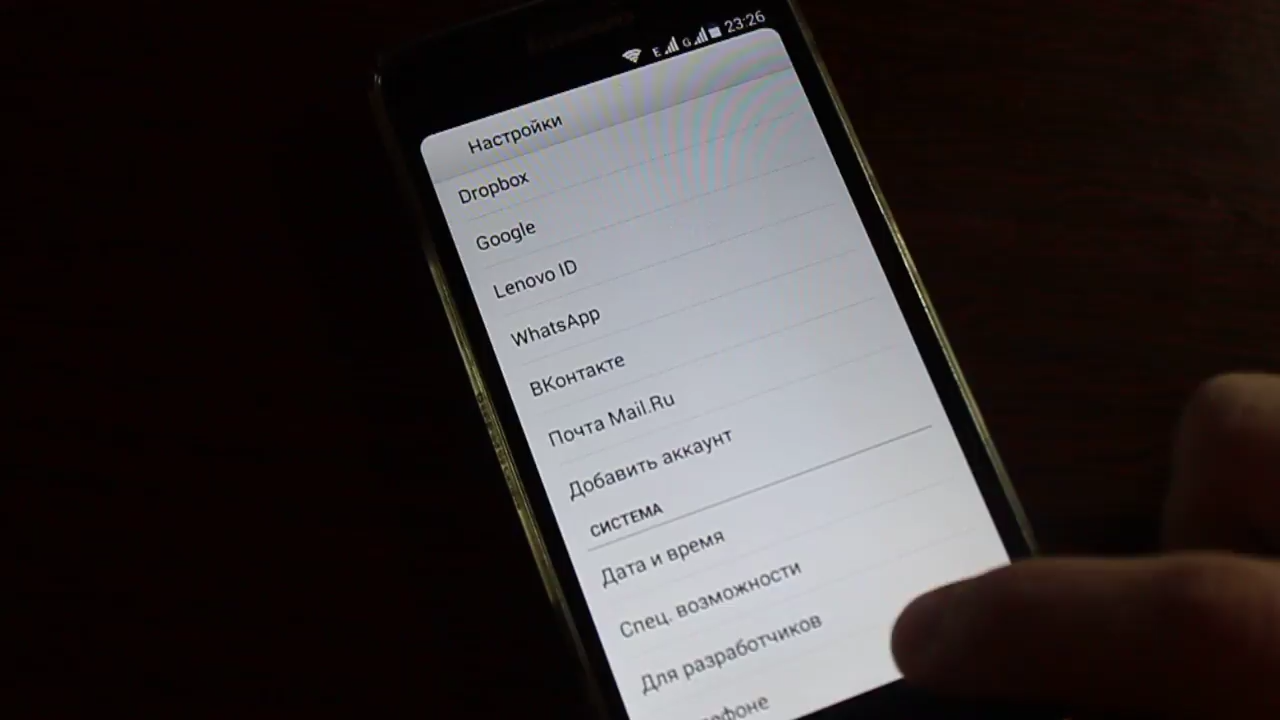 E G 23:26
Настройки
Dropbox
Google
Lenovo ID
WhatsApp
ВКонтакте
Почта Mail.Ru
Добавить аккаунт
СИСТЕМА
Дата и время
Спец. возможности
Для разработчиков